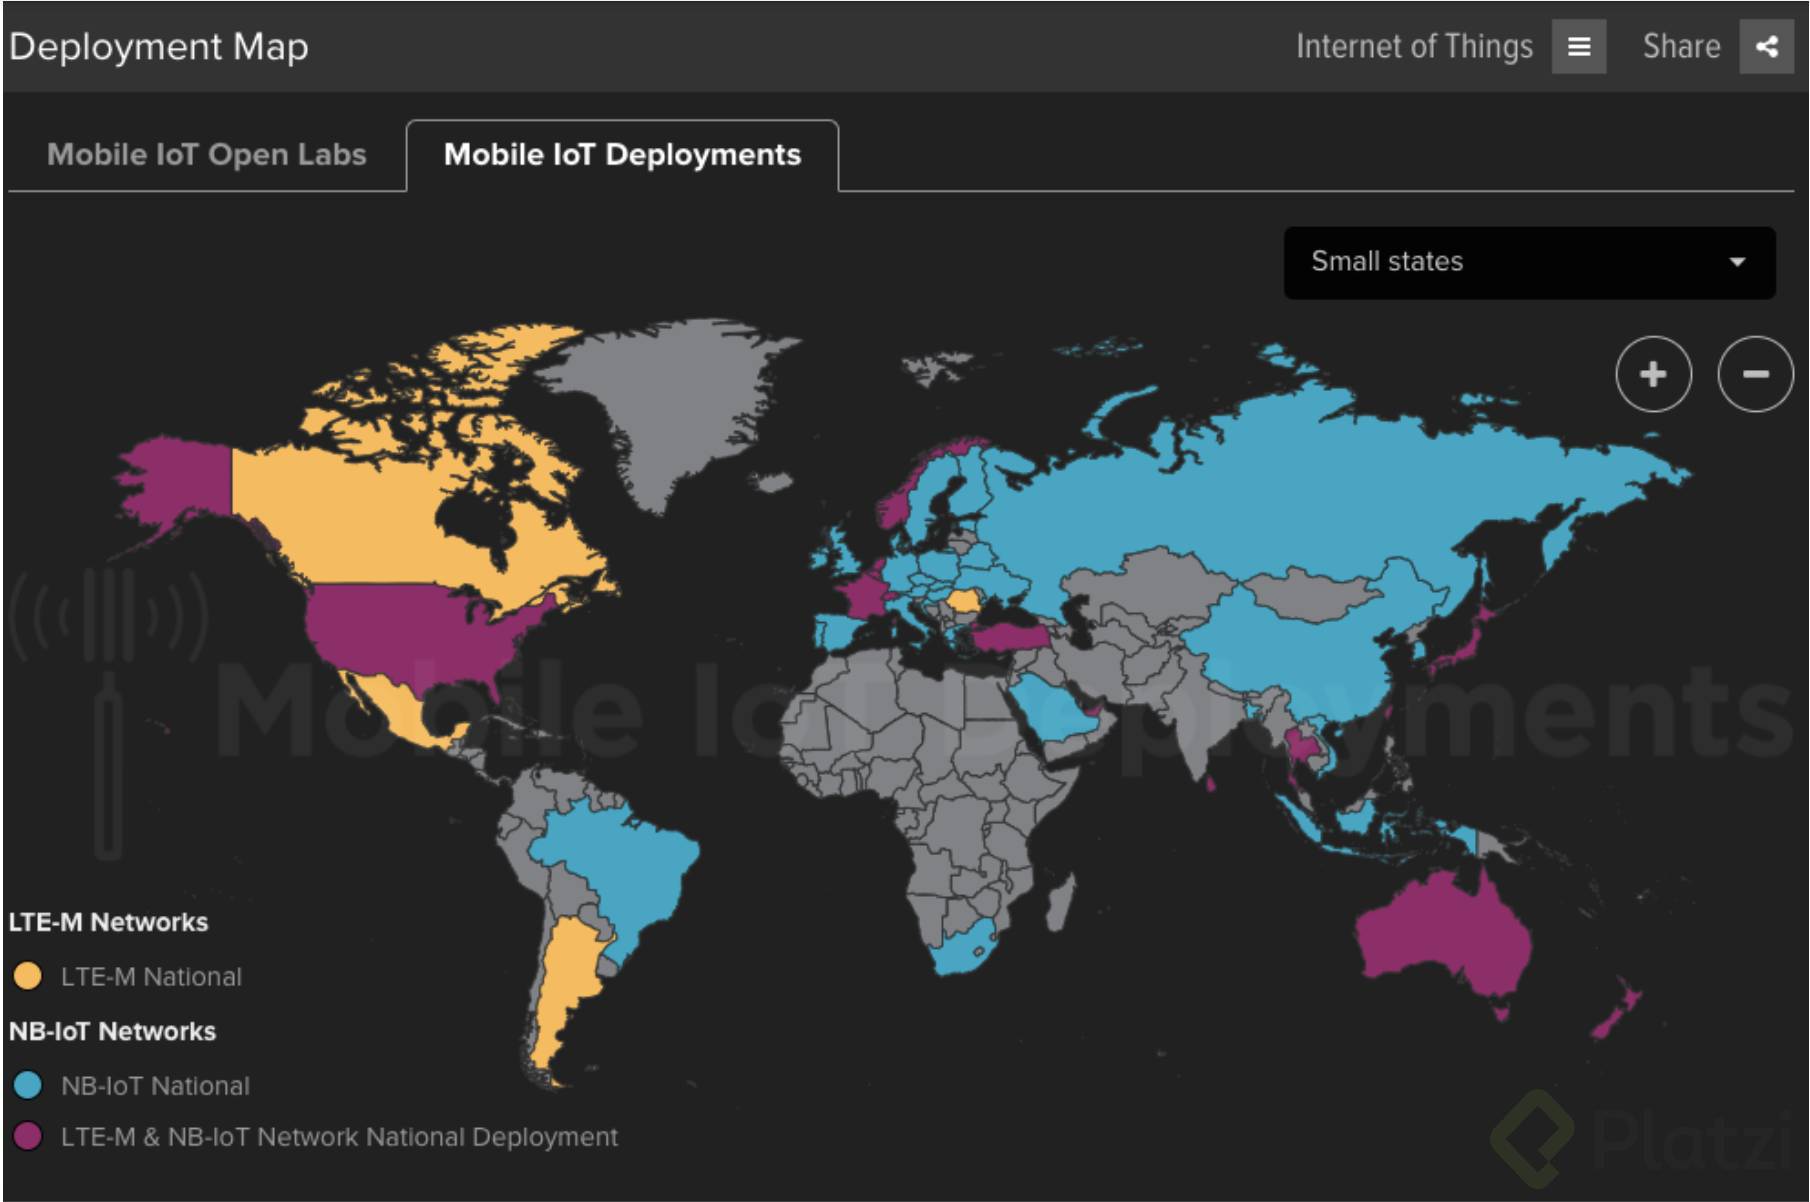 Deployment Map
Internet of Things
Share
Mobile IoT Open Labs
Mobile IoT Deployments
Small states
Mobile IoT Deployments
LTE-M Networks
LTE-M National
NB-IoT Networks
NB-IoT National
LTE-M & NB-IoT Network National Deployment
Platzi